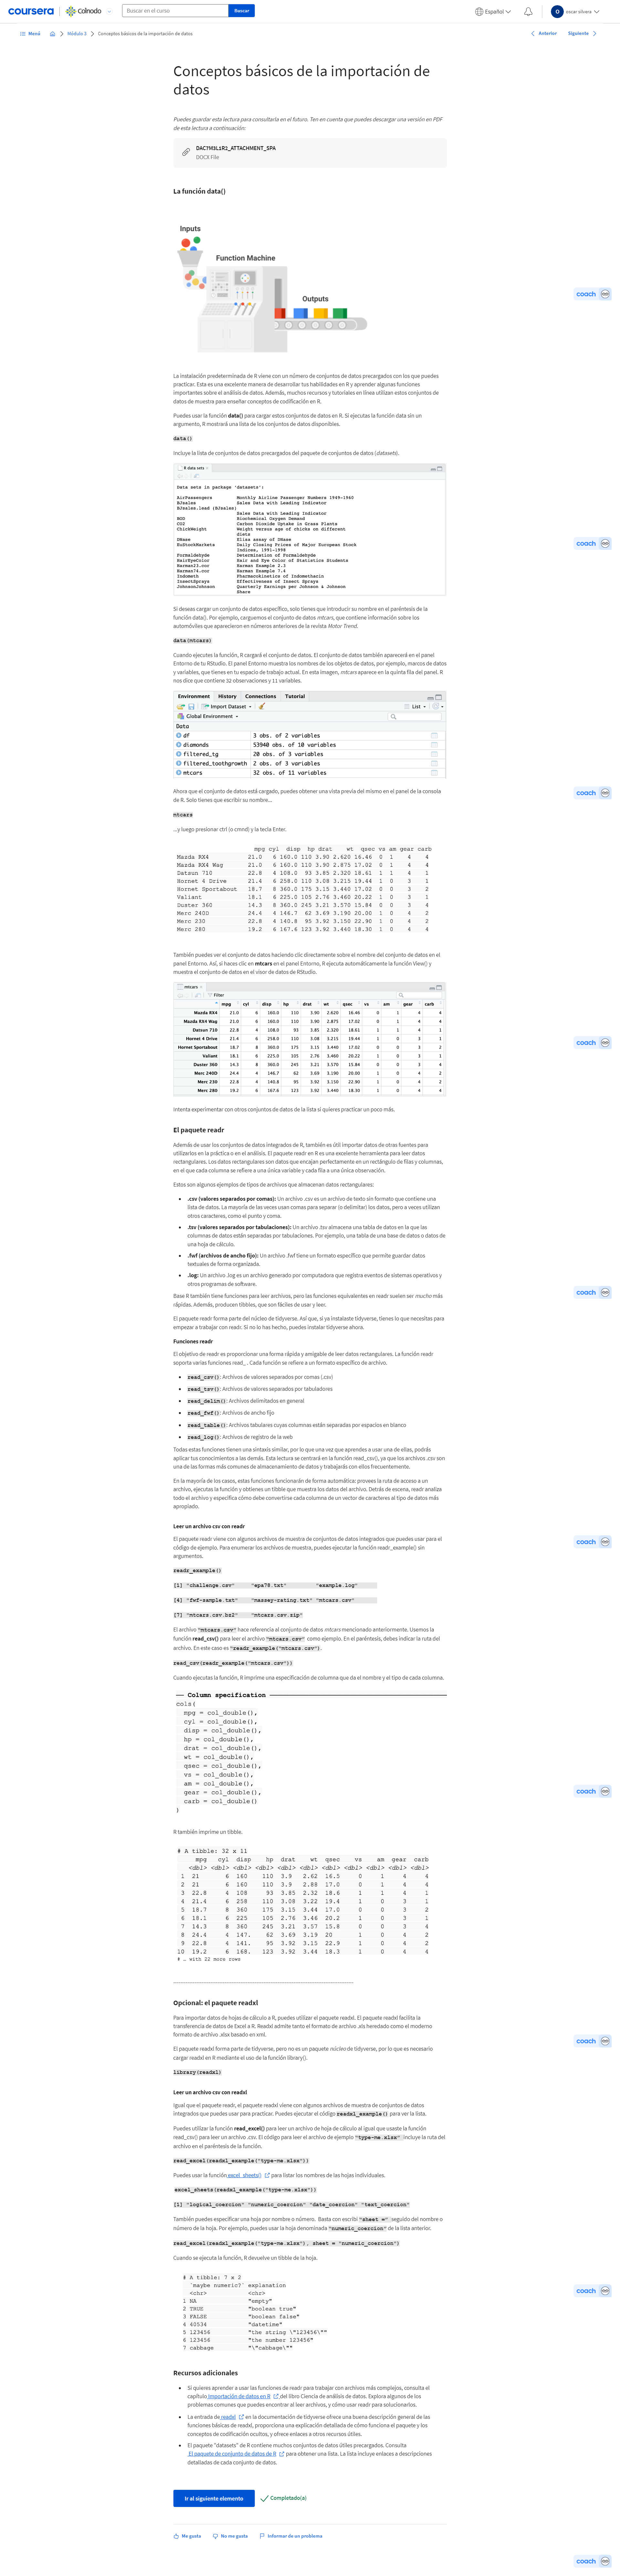 coursera Colnodo Buscar en el curso Buscar Español oscar olvera
Menú Módulo 3 Conceptos básicos de la importación de datos Anterior Siguiente
Conceptos básicos de la importación de
datos
Puedes guardar esta lectura para consultarla en el futuro. Ten en cuenta que puedes descargar una versión en PDF
de esta lectura a continuación:
DAC7M3L1R2_ATTACHMENT_SPA
DOCX File
La función data()
Inputs
Function Machine
Outputs
La instalación predeterminada de R viene con un número de conjuntos de datos precargados con los que puedes
practicar. Esta es una excelente manera de desarrollar tus habilidades en R y aprender algunas funciones
importantes sobre el análisis de datos. Además, muchos recursos y tutoriales en línea utilizan estos conjuntos de
datos de muestra para enseñar conceptos de codificación en R.
Puedes usar la función data() para cargar estos conjuntos de datos en R. Si ejecutas la función data sin un
argumento, R mostrará una lista de los conjuntos de datos disponibles.
data()
Incluye la lista de conjuntos de datos precargados del paquete de conjuntos de datos (datasets).
R data sets
Data sets in package 'datasets':
AirPassengers Monthly Airline Passenger Numbers 1949-1960
BJsales Sales Data with Leading Indicator
BJsales.lead (BJsales)
Sales Data with Leading Indicator
BOD Biochemical Oxygen Demand
CO2 Carbon Dioxide Uptake in Grass Plants
ChickWeight Weight versus age of chicks on different
diets
DNase Elisa assay of DNase
EuStockMarkets Daily Closing Prices of Major European Stock
Indices, 1991-1998
Formaldehyde Determination of Formaldehyde
HairEyeColor Hair and Eye Color of Statistics Students
Harman23.cor Harman Example 2.3
Harman74.cor Harman Example 7.4
Indometh Pharmacokinetics of Indomethacin
InsectSprays Effectiveness of Insect Sprays
JohnsonJohnson Quarterly Earnings per Johnson & Johnson
Share
Si deseas cargar un conjunto de datos específico, solo tienes que introducir su nombre en el paréntesis de la
función data(). Por ejemplo, carguemos el conjunto de datos mtcars, que contiene información sobre los
automóviles que aparecieron en números anteriores de la revista Motor Trend.
data(mtcars)
Cuando ejecutes la función, R cargará el conjunto de datos. El conjunto de datos también aparecerá en el panel
Entorno de tu RStudio. El panel Entorno muestra los nombres de los objetos de datos, por ejemplo, marcos de datos
y variables, que tienes en tu espacio de trabajo actual. En esta imagen, mtcars aparece en la quinta fila del panel. R
nos dice que contiene 32 observaciones y 11 variables.
Environment History Connections Tutorial
Import Dataset List
Global Environment
Data
df 3 obs. of 2 variables
diamonds 53940 obs. of 10 variables
filtered_tg 20 obs. of 3 variables
filtered_toothgrowth 2 obs. of 3 variables
mtcars 32 obs. of 11 variables
Ahora que el conjunto de datos está cargado, puedes obtener una vista previa del mismo en el panel de la consola
de R. Solo tienes que escribir su nombre...
mtcars
...y luego presionar ctrl (o cmnd) y la tecla Enter.
mpg cyl disp hp drat wt qsec vs am gear carb
Mazda RX4 21.0 6 160.0 110 3.90 2.620 16.46 0 1 4 4
Mazda RX4 Wag 21.0 6 160.0 110 3.90 2.875 17.02 0 1 4 4
Datsun 710 22.8 4 108.0 93 3.85 2.320 18.61 1 1 4 1
Hornet 4 Drive 21.4 6 258.0 110 3.08 3.215 19.44 1 0 3 1
Hornet Sportabout 18.7 8 360.0 175 3.15 3.440 17.02 0 0 3 2
Valiant 18.1 6 225.0 105 2.76 3.460 20.22 1 0 3 1
Duster 360 14.3 8 360.0 245 3.21 3.570 15.84 0 0 3 4
Merc 240D 24.4 4 146.7 62 3.69 3.190 20.00 1 0 4 2
Merc 230 22.8 4 140.8 95 3.92 3.150 22.90 1 0 4 2
Merc 280 19.2 6 167.6 123 3.92 3.440 18.30 1 0 4 4
También puedes ver el conjunto de datos haciendo clic directamente sobre el nombre del conjunto de datos en el
panel Entorno. Así, si haces clic en mtcars en el panel Entorno, R ejecuta automáticamente la función View() y
muestra el conjunto de datos en el visor de datos de RStudio.
mtcars
Filter
mpg cyl disp hp drat wt qsec vs am gear carb
Mazda RX4 21.0 6 160.0 110 3.90 2.620 16.46 0 1 4 4
Mazda RX4 Wag 21.0 6 160.0 110 3.90 2.875 17.02 0 1 4 4
Datsun 710 22.8 4 108.0 93 3.85 2.320 18.61 1 1 4 1
Hornet 4 Drive 21.4 6 258.0 110 3.08 3.215 19.44 1 0 3 1
Hornet Sportabout 18.7 8 360.0 175 3.15 3.440 17.02 0 0 3 2
Valiant 18.1 6 225.0 105 2.76 3.460 20.22 1 0 3 1
Duster 360 14.3 8 360.0 245 3.21 3.570 15.84 0 0 3 4
Merc 240D 24.4 4 146.7 62 3.69 3.190 20.00 1 0 4 2
Merc 230 22.8 4 140.8 95 3.92 3.150 22.90 1 0 4 2
Merc 280 19.2 6 167.6 123 3.92 3.440 18.30 1 0 4 4
Intenta experimentar con otros conjuntos de datos de la lista si quieres practicar un poco más.
El paquete readr
Además de usar los conjuntos de datos integrados de R, también es útil importar datos de otras fuentes para
utilizarlos en la práctica o en el análisis. El paquete readr en R es una excelente herramienta para leer datos
rectangulares. Los datos rectangulares son datos que encajan perfectamente en un rectángulo de filas y columnas,
en el que cada columna se refiere a una única variable y cada fila a una única observación.
Estos son algunos ejemplos de tipos de archivos que almacenan datos rectangulares:
.csv (valores separados por comas): Un archivo .csv es un archivo de texto sin formato que contiene una
lista de datos. La mayoría de las veces usan comas para separar (o delimitar) los datos, pero a veces utilizan
otros caracteres, como el punto y coma.
.tsv (valores separados por tabulaciones): Un archivo .tsv almacena una tabla de datos en la que las
columnas de datos están separadas por tabulaciones. Por ejemplo, una tabla de una base de datos o datos de
una hoja de cálculo.
.fwf (archivos de ancho fijo): Un archivo .fwf tiene un formato específico que permite guardar datos
textuales de forma organizada.
.log: Un archivo .log es un archivo generado por computadora que registra eventos de sistemas operativos y
otros programas de software.
Base R también tiene funciones para leer archivos, pero las funciones equivalentes en readr suelen ser mucho más
rápidas. Además, producen tibbles, que son fáciles de usar y leer.
El paquete readr forma parte del núcleo de tidyverse. Así que, si ya instalaste tidyverse, tienes lo que necesitas para
empezar a trabajar con readr. Si no lo has hecho, puedes instalar tidyverse ahora.
Funciones readr
El objetivo de readr es proporcionar una forma rápida y amigable de leer datos rectangulares. La función readr
soporta varias funciones read_. Cada función se refiere a un formato específico de archivo.
read_csv(): Archivos de valores separados por comas (.csv)
read_tsv(): Archivos de valores separados por tabuladores
read_delim(): Archivos delimitados en general
read_fwf(): Archivos de ancho fijo
read_table(): Archivos tabulares cuyas columnas están separadas por espacios en blanco
read_log(): Archivos de registro de la web
Todas estas funciones tienen una sintaxis similar, por lo que una vez que aprendes a usar una de ellas, podrás
aplicar tus conocimientos a las demás. Esta lectura se centrará en la función read_csv(), ya que los archivos .csv son
una de las formas más comunes de almacenamiento de datos y trabajarás con ellos frecuentemente.
En la mayoría de los casos, estas funciones funcionarán de forma automática: provees la ruta de acceso a un
archivo, ejecutas la función y obtienes un tibble que muestra los datos del archivo. Detrás de escena, readr analiza
todo el archivo y especifica cómo debe convertirse cada columna de un vector de caracteres al tipo de datos más
apropiado.
Leer un archivo csv con readr
El paquete readr viene con algunos archivos de muestra de conjuntos de datos integrados que puedes usar para el
código de ejemplo. Para enumerar los archivos de muestra, puedes ejecutar la función readr_example() sin
argumentos.
readr_example()
[1] "challenge.csv" "epa78.txt" "example.log"
[4] "fwf-sample.txt" "massey-rating.txt" "mtcars.csv"
[7] "mtcars.csv.bz2" "mtcars.csv.zip"
El archivo "mtcars.csv" hace referencia al conjunto de datos mtcars mencionado anteriormente. Usemos la
función read_csv() para leer el archivo "mtcars.csv" como ejemplo. En el paréntesis, debes indicar la ruta del
archivo. En este caso es "readr_example("mtcars.csv").
read_csv(readr_example("mtcars.csv"))
Cuando ejecutas la función, R imprime una especificación de columna que da el nombre y el tipo de cada columna.
── Column specification ──
cols(
mpg = col_double(),
cyl = col_double(),
disp = col_double(),
hp = col_double(),
drat = col_double(),
wt = col_double(),
qsec = col_double(),
vs = col_double(),
am = col_double(),
gear = col_double(),
carb = col_double()
)
R también imprime un tibble.
# A tibble: 32 x 11
mpg cyl disp hp drat wt qsec vs am gear carb
<dbl> <dbl> <dbl> <dbl> <dbl> <dbl> <dbl> <dbl> <dbl> <dbl> <dbl>
1 21 6 160 110 3.9 2.62 16.5 0 1 4 4
2 21 6 160 110 3.9 2.88 17.0 0 1 4 4
3 22.8 4 108 93 3.85 2.32 18.6 1 1 4 1
4 21.4 6 258 110 3.08 3.22 19.4 1 0 3 1
5 18.7 8 360 175 3.15 3.44 17.0 0 0 3 2
6 18.1 6 225 105 2.76 3.46 20.2 1 0 3 1
7 14.3 8 360 245 3.21 3.57 15.8 0 0 3 4
8 24.4 4 147. 62 3.69 3.19 20 1 0 4 2
9 22.8 4 141. 95 3.92 3.15 22.9 1 0 4 2
10 19.2 6 168. 123 3.92 3.44 18.3 1 0 4 4
# … with 22 more rows
Opcional: el paquete readxl
Para importar datos de hojas de cálculo a R, puedes utilizar el paquete readxl. El paquete readxl facilita la
transferencia de datos de Excel a R. Readxl admite tanto el formato de archivo .xls heredado como el moderno
formato de archivo .xlsx basado en xml.
El paquete readxl forma parte de tidyverse, pero no es un paquete núcleo de tidyverse, por lo que es necesario
cargar readxl en R mediante el uso de la función library().
library(readxl)
Leer un archivo csv con readxl
Igual que el paquete readr, el paquete readxl viene con algunos archivos de muestra de conjuntos de datos
integrados que puedes usar para practicar. Puedes ejecutar el código readxl_example() para ver la lista.
Puedes utilizar la función read_excel() para leer un archivo de hoja de cálculo al igual que usaste la función
read_csv() para leer un archivo .csv. El código para leer el archivo de ejemplo "type-me.xlsx" incluye la ruta del
archivo en el paréntesis de la función.
read_excel(readxl_example("type-me.xlsx"))
Puedes usar la función excel_sheets() para listar los nombres de las hojas individuales.
excel_sheets(readxl_example("type-me.xlsx"))
[1] "logical_coercion" "numeric_coercion" "date_coercion" "text_coercion"
También puedes especificar una hoja por nombre o número. Basta con escribi "sheet =" seguido del nombre o
número de la hoja. Por ejemplo, puedes usar la hoja denominada "numeric_coercion" de la lista anterior.
read_excel(readxl_example("type-me.xlsx"), sheet = "numeric_coercion")
Cuando se ejecuta la función, R devuelve un tibble de la hoja.
# A tibble: 7 x 2
`maybe numeric?` explanation
<chr> <chr>
1 NA "empty"
2 TRUE "boolean true"
3 FALSE "boolean false"
4 40534 "datetime"
5 123456 "the string \"123456\""
6 123456 "the number 123456"
7 cabbage "\"cabbage\""
Recursos adicionales
Si quieres aprender a usar las funciones de readr para trabajar con archivos más complejos, consulta el
capítulo Importación de datos en R del libro Ciencia de análisis de datos. Explora algunos de los
problemas comunes que puedes encontrar al leer archivos, y cómo usar readr para solucionarlos.
La entrada de readxl en la documentación de tidyverse ofrece una buena descripción general de las
funciones básicas de readxl, proporciona una explicación detallada de cómo funciona el paquete y los
conceptos de codificación ocultos, y ofrece enlaces a otros recursos útiles.
El paquete "datasets" de R contiene muchos conjuntos de datos útiles precargados. Consulta
El paquete de conjunto de datos de R para obtener una lista. La lista incluye enlaces a descripciones
detalladas de cada conjunto de datos.
Ir al siguiente elemento Completado(a)
Me gusta No me gusta Informar de un problema
coach
coach
coach
coach
coach
coach
coach
coach
coach
coach